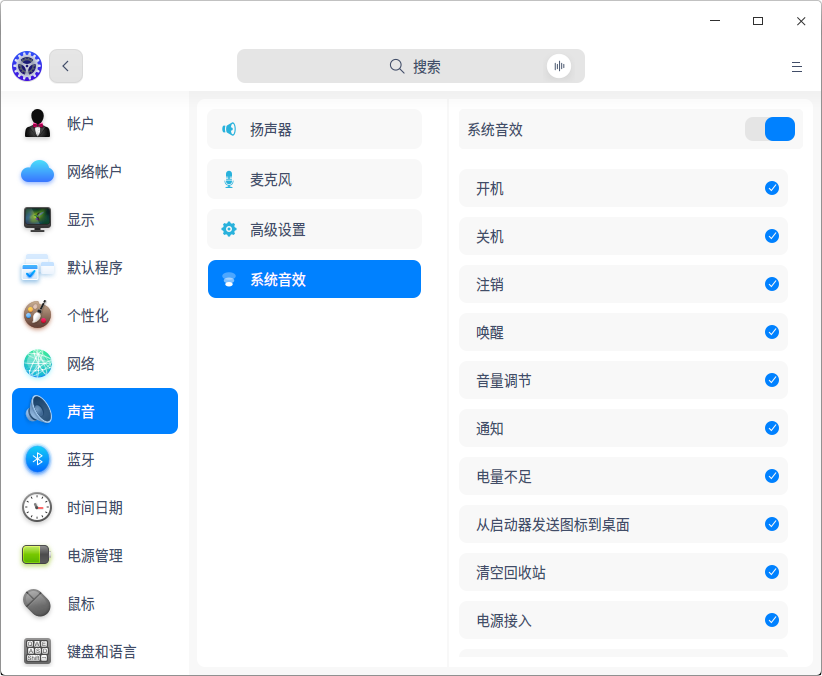 搜索
帐户
网络帐户
显示
默认程序
个性化
网络
声音
蓝牙
时间日期
电源管理
鼠标
键盘和语言
扬声器
麦克风
高级设置
系统音效
系统音效
开机
关机
注销
唤醒
音量调节
通知
电量不足
从启动器发送图标到桌面
清空回收站
电源接入